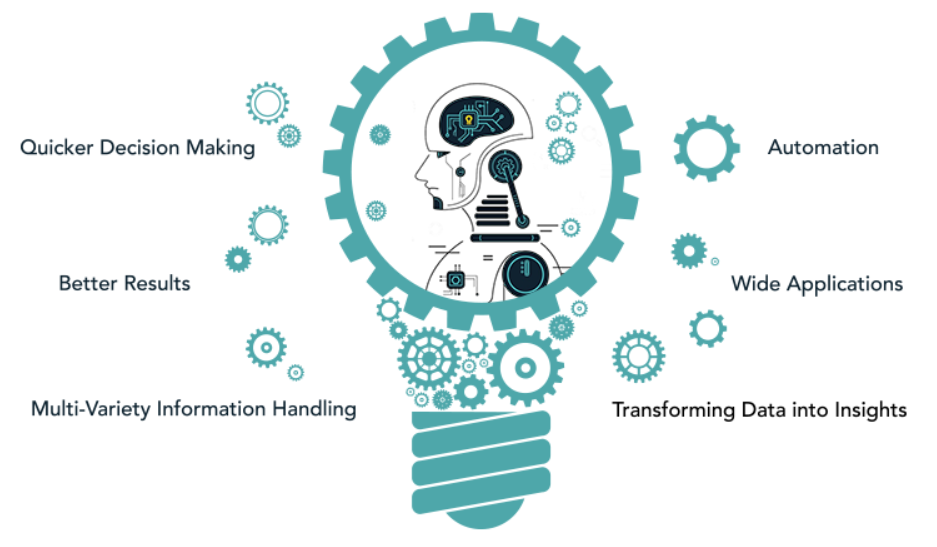 Quicker Decision Making
Automation
Better Results
Wide Applications
Multi-Variety Information Handling
Transforming Data into Insights